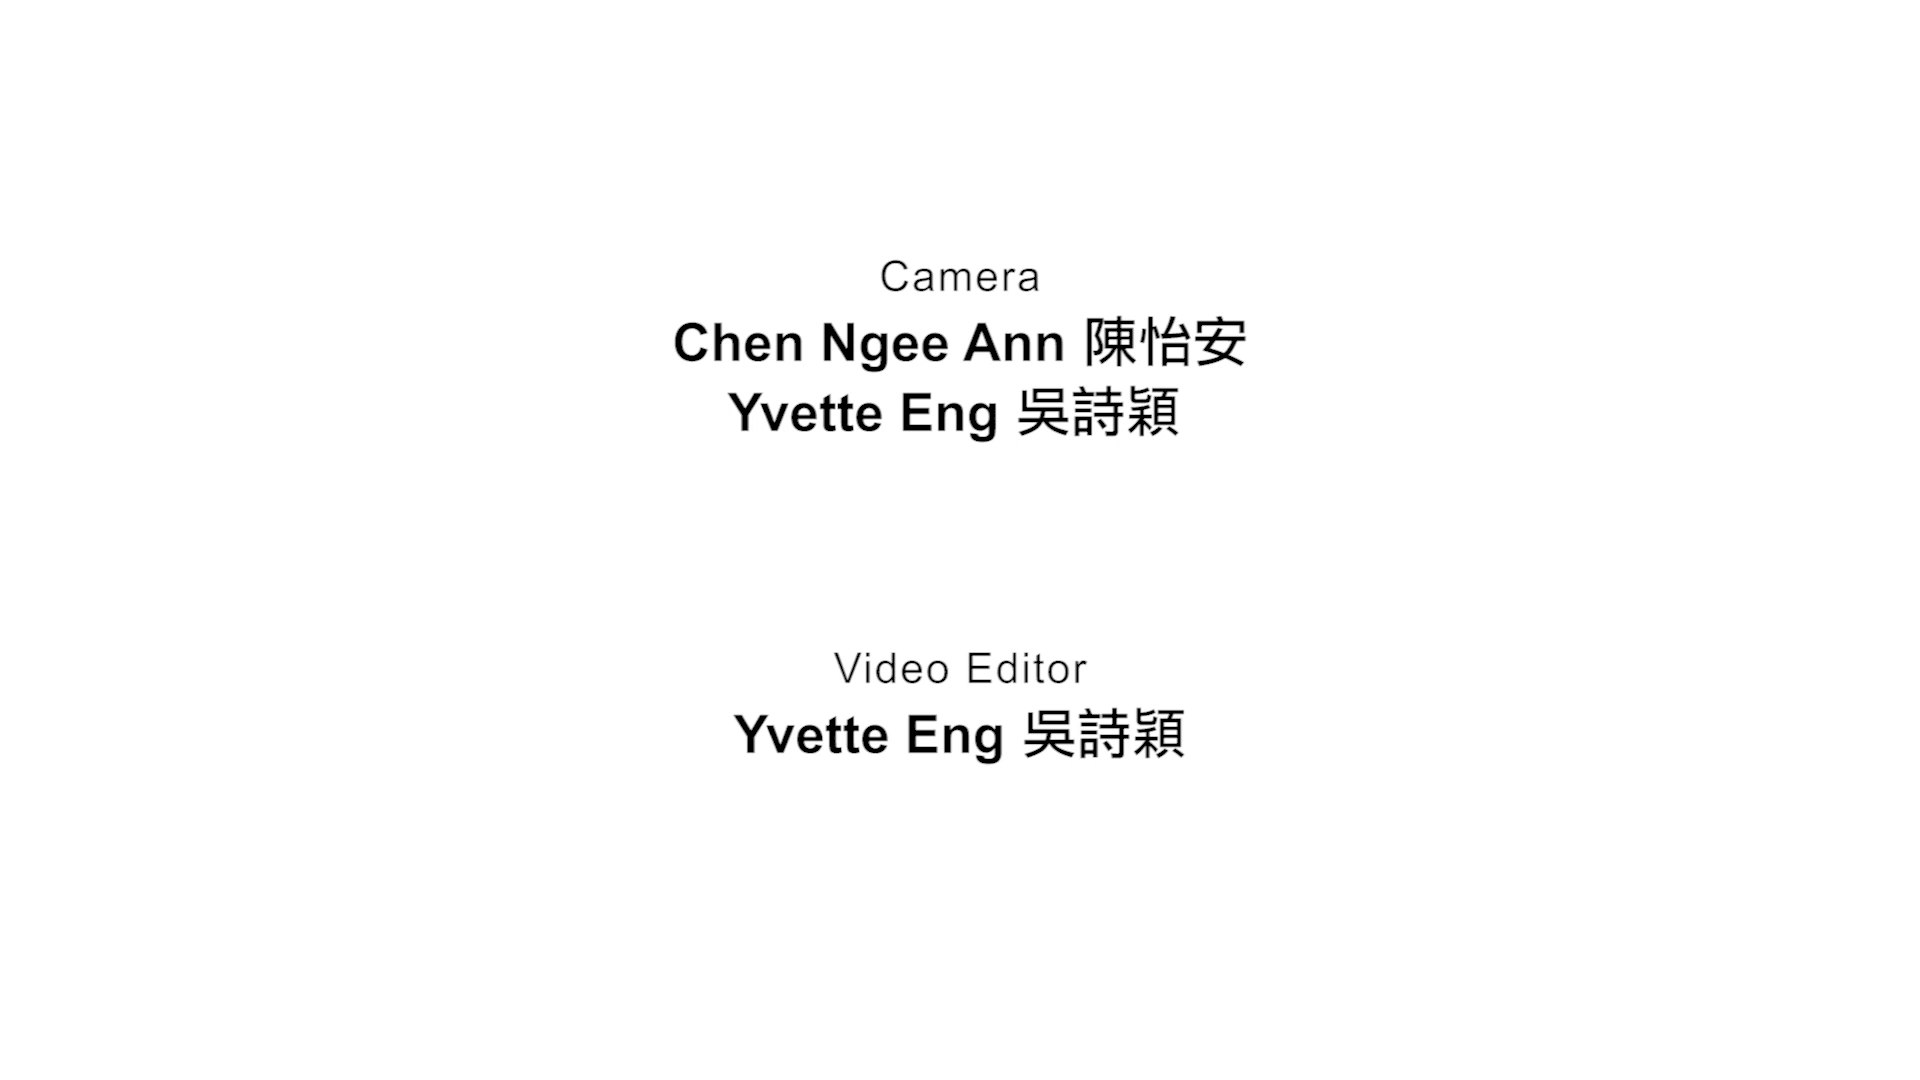 Camera
Chen Ngee Ann 陳怡安
Yvette Eng 吳詩穎
Video Editor
Yvette Eng 吳詩穎